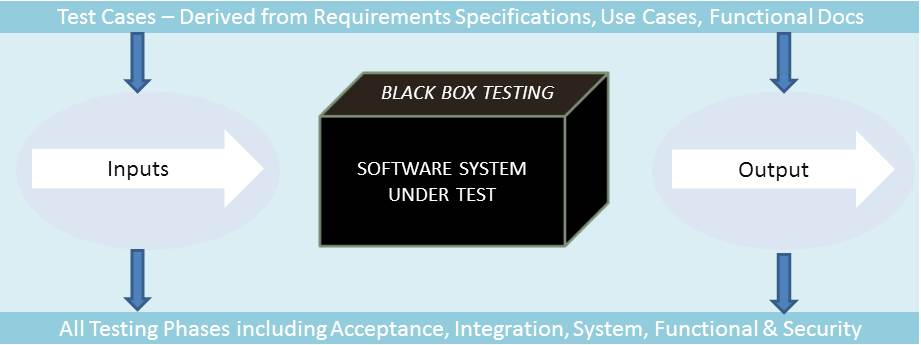 Test Cases – Derived from Requirements Specifications, Use Cases, Functional Docs
BLACK BOX TESTING
Inputs
SOFTWARE SYSTEM
UNDER TEST
Output
All Testing Phases including Acceptance, Integration, System, Functional & Security